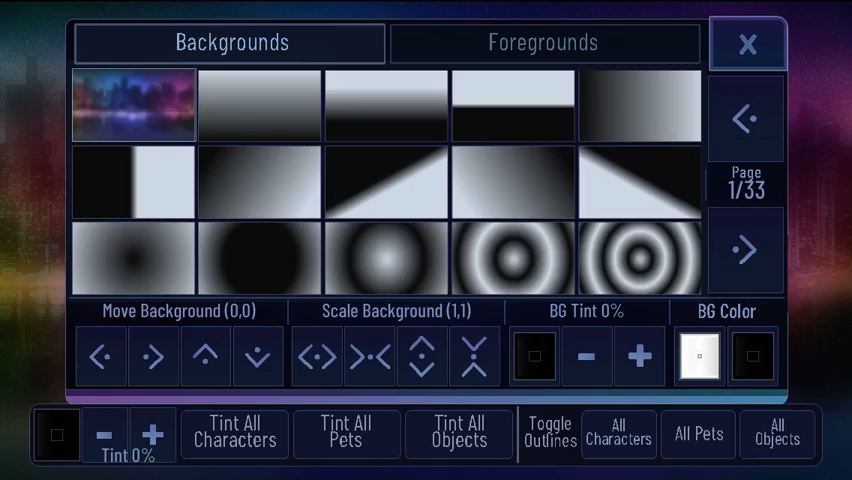 Backgrounds
Foregrounds
X
Page
1/33
Move Background (0,0)
Scale Background (1,1)
BG Tint 0%
BG Color
Tint 0%
Tint All
Characters
Tint All
Pets
Tint All
Objects
Toggle
Outlines
All
Characters
All Pets
All
Objects